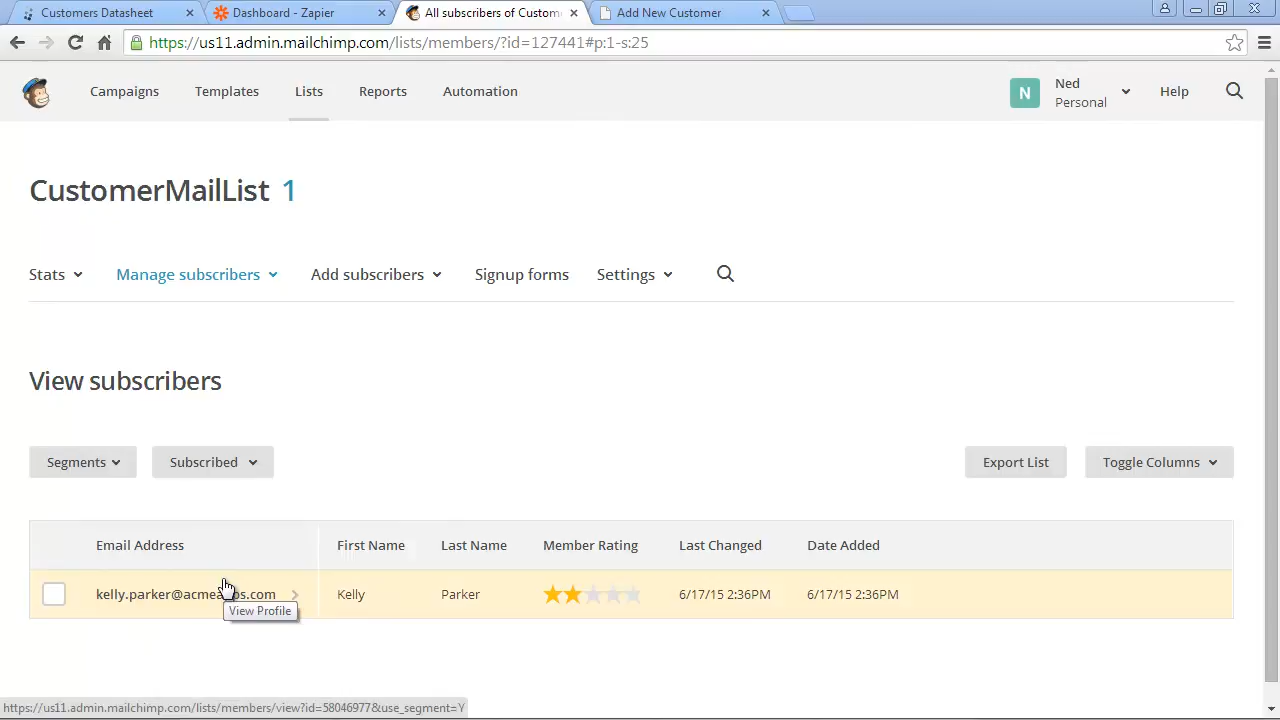 Customers Datasheet
Dashboard - Zapier
All subscribers of Custom
Add New Customer
https://us11.admin.mailchimp.com/lists/members/?id=127441#p:1-s:25
Campaigns Templates Lists Reports Automation
N
Ned
Personal
Help
CustomerMailList 1
Stats Manage subscribers Add subscribers Signup forms Settings
View subscribers
Segments Subscribed Export List Toggle Columns
Email Address First Name Last Name Member Rating Last Changed Date Added
Kelly Parker 6/17/15 2:36PM 6/17/15 2:36PM
View Profile
https://us11.admin.mailchimp.com/lists/members/view?id=58046977&use_segment=Y